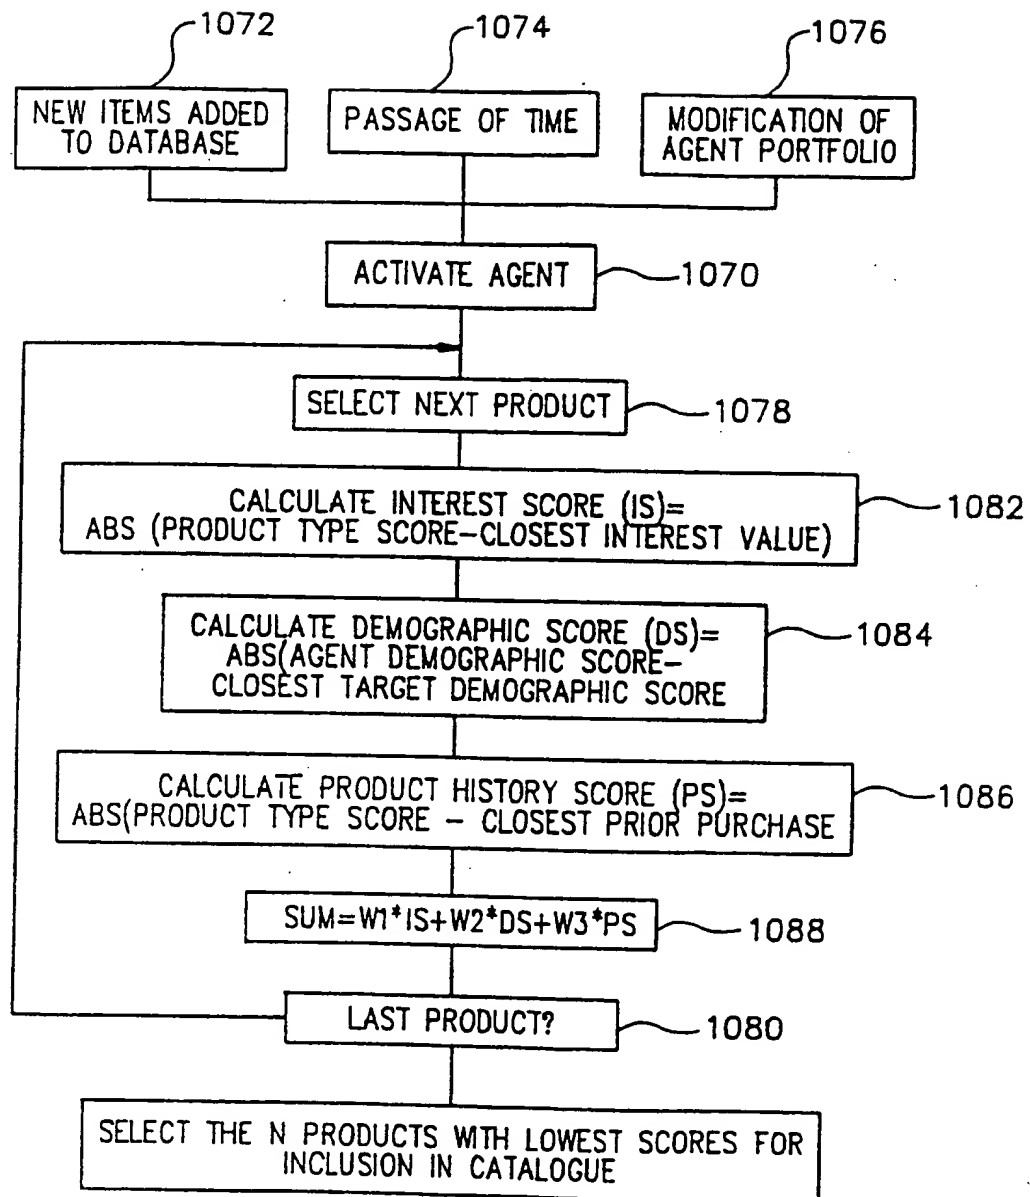 1072
1074
1076
NEW ITEMS ADDED
TO DATABASE
PASSAGE OF TIME
MODIFICATION OF
AGENT PORTFOLIO
ACTIVATE AGENT
1070
SELECT NEXT PRODUCT
1078
CALCULATE INTEREST SCORE (IS)=
ABS (PRODUCT TYPE SCORE-CLOSEST INTEREST VALUE)
1082
CALCULATE DEMOGRAPHIC SCORE (DS)=
ABS(AGENT DEMOGRAPHIC SCORE-
CLOSEST TARGET DEMOGRAPHIC SCORE
1084
CALCULATE PRODUCT HISTORY SCORE (PS)=
ABS(PRODUCT TYPE SCORE - CLOSEST PRIOR PURCHASE
1086
SUM=W1*IS+W2*DS+W3*PS
1088
LAST PRODUCT?
1080
SELECT THE N PRODUCTS WITH LOWEST SCORES FOR
INCLUSION IN CATALOGUE